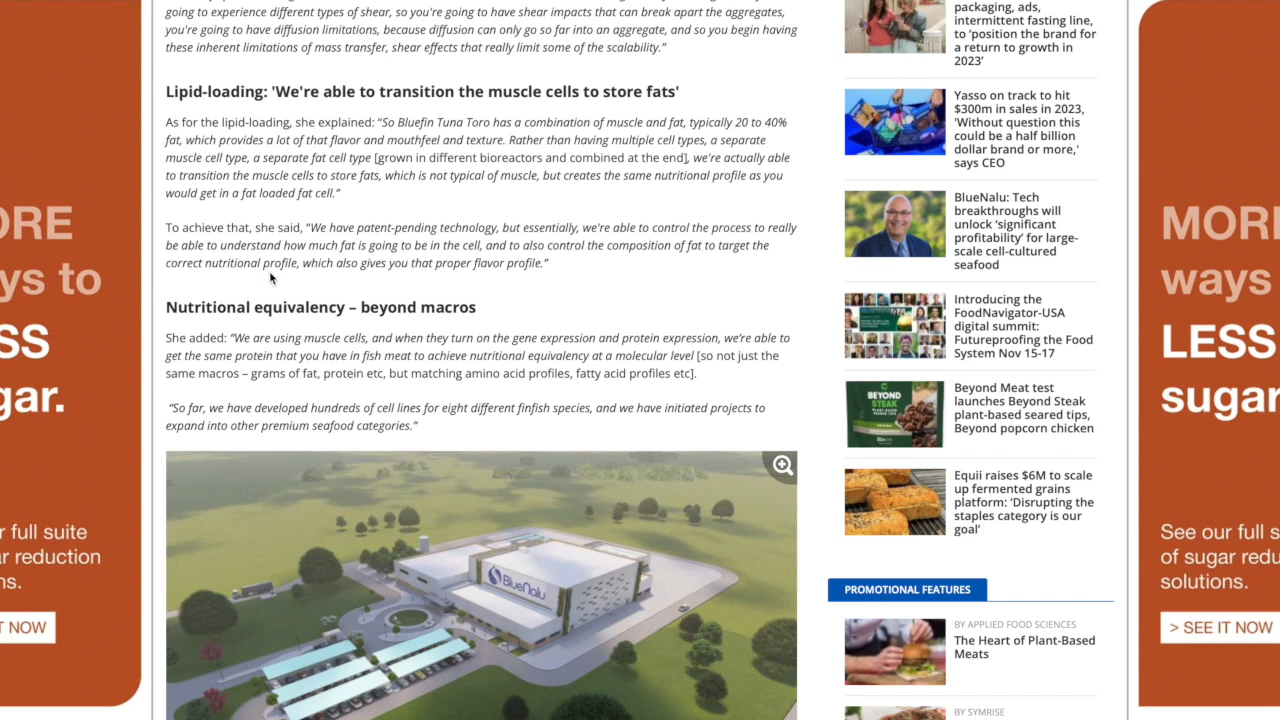 going to experience different types of shear, so you're going to have shear impacts that can break apart the aggregates,
you're going to have diffusion limitations, because diffusion can only go so far into an aggregate, and so you begin having
these inherent limitations of mass transfer, shear effects that really limit some of the scalability.”
Lipid-loading: 'We're able to transition the muscle cells to store fats'
As for the lipid-loading, she explained: “So Bluefin Tuna Toro has a combination of muscle and fat, typically 20 to 40%
fat, which provides a lot of that flavor and mouthfeel and texture. Rather than having multiple cell types, a separate
muscle cell type, a separate fat cell type [grown in different bioreactors and combined at the end], we're actually able
to transition the muscle cells to store fats, which is not typical of muscle, but creates the same nutritional profile as you
would get in a fat loaded fat cell.”
To achieve that, she said, “We have patent-pending technology, but essentially, we're able to control the process to really
be able to understand how much fat is going to be in the cell, and to also control the composition of fat to target the
correct nutritional profile, which also gives you that proper flavor profile.”
Nutritional equivalency – beyond macros
She added: “We are using muscle cells, and when they turn on the gene expression and protein expression, we’re able to
get the same protein that you have in fish meat to achieve nutritional equivalency at a molecular level [so not just the
same macros – grams of fat, protein etc, but matching amino acid profiles, fatty acid profiles etc].
“So far, we have developed hundreds of cell lines for eight different finfish species, and we have initiated projects to
expand into other premium seafood categories.”
BlueNalu
packaging, ads,
intermittent fasting line,
to ‘position the brand for
a return to growth in
2023’
Yasso on track to hit
$300m in sales in 2023,
'Without question this
could be a half billion
dollar brand or more,'
says CEO
BlueNalu: Tech
breakthroughs will
unlock ‘significant
profitability’ for large-
scale cell-cultured
seafood
Introducing the
FoodNavigator-USA
digital summit:
Futureproofing the Food
System Nov 15-17
BEYOND
STEAK
Beyond Meat test
launches Beyond Steak
plant-based seared tips,
Beyond popcorn chicken
Equii raises $6M to scale
up fermented grains
platform: ‘Disrupting the
staples category is our
goal’
PROMOTIONAL FEATURES
BY APPLIED FOOD SCIENCES
The Heart of Plant-Based
Meats
BY SYMRISE
ORE
ys to
SS
gar.
r full suite
ar reduction
ns.
T NOW
MOR
ways
LESS
sugar
See our full s
of sugar redu
solutions.
> SEE IT NOW